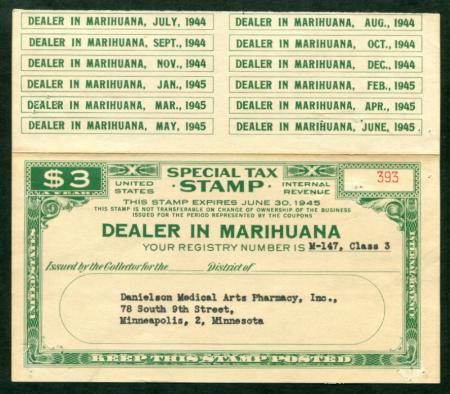 DEALER IN MARIHUANA, JULY, 1944 DEALER IN MARIHUANA, AUG., 1944
DEALER IN MARIHUANA, SEPT., 1944 DEALER IN MARIHUANA, OCT., 1944
DEALER IN MARIHUANA, NOV., 1944 DEALER IN MARIHUANA, DEC., 1944
DEALER IN MARIHUANA, JAN., 1945 DEALER IN MARIHUANA, FEB., 1945
DEALER IN MARIHUANA, MAR., 1945 DEALER IN MARIHUANA, APR., 1945
DEALER IN MARIHUANA, MAY, 1945 DEALER IN MARIHUANA, JUNE, 1945
$3
A YEAR
SPECIAL TAX
UNITED STATES
· STAMP ·
INTERNAL REVENUE
393
THIS STAMP EXPIRES JUNE 30, 1945
THIS STAMP IS NOT TRANSFERABLE ON CHANGE OF OWNERSHIP OF THE BUSINESS
ISSUED FOR THE PERIOD REPRESENTED BY THE COUPONS
DEALER IN MARIHUANA
YOUR REGISTRY NUMBER IS M-147, Class 3
Issued by the Collector for the District of
UNITED STATES
INTERNAL REVENUE
Danielson Medical Arts Pharmacy, Inc.,
78 South 9th Street,
Minneapolis, 2, Minnesota
KEEP THIS STAMP POSTED